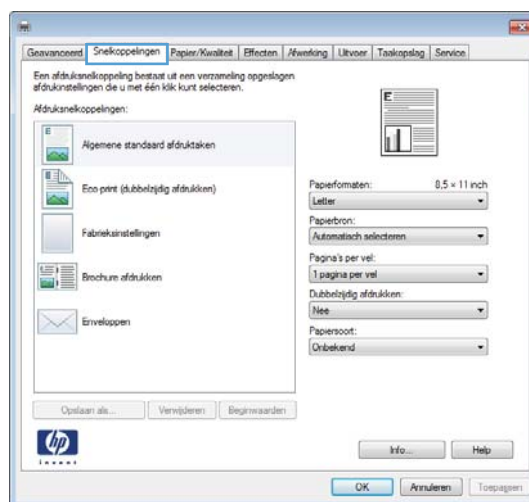 Geavanceerd Snelkoppelingen Papier/Kwaliteit Effecten Afwerking Uitvoer Taakopslag Service
Een afdruksnelkoppeling bestaat uit een verzameling opgeslagen
afdrukinstellingen die u met één klik kunt selecteren.
Afdruksnelkoppelingen:
E
Algemene standaard afdruktaken
Eco-print (dubbelzijdig afdrukken)
Fabrieksinstellingen
Brochure afdrukken
Enveloppen
Opslaan als... Verwijderen Beginwaarden
E
Papierformaten: 8,5 × 11 inch
Letter
Papierbron:
Automatisch selecteren
Pagina's per vel:
1 pagina per vel
Dubbelzijdig afdrukken:
Nee
Papiersoort:
Onbekend
hp
invent
Info... Help
OK Annuleren Toepassen